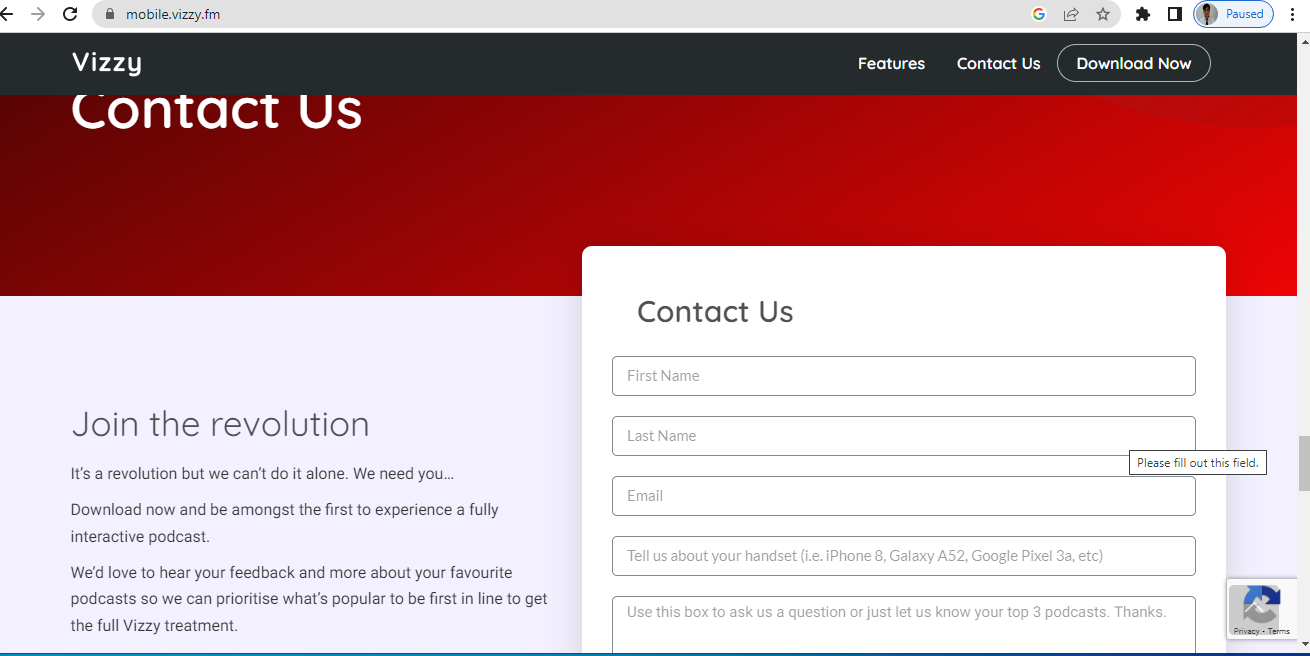 mobile.vizzy.fm
Paused
Vizzy
Features
Contact Us
Download Now
Contact Us
Contact Us
First Name
Last Name
Please fill out this field.
Email
Tell us about your handset (i.e. iPhone 8, Galaxy A52, Google Pixel 3a, etc)
Use this box to ask us a question or just let us know your top 3 podcasts. Thanks.
Join the revolution
It's a revolution but we can't do it alone. We need you...
Download now and be amongst the first to experience a fully
interactive podcast.
We'd love to hear your feedback and more about your favourite
podcasts so we can prioritise what's popular to be first in line to get
the full Vizzy treatment.
Privacy - Terms